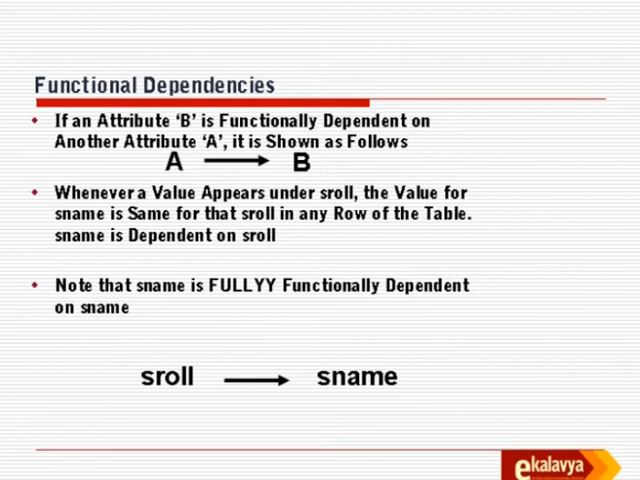 Functional Dependencies
If an Attribute ‘B’ is Functionally Dependent on
Another Attribute ‘A’, it is Shown as Follows
A B
Whenever a Value Appears under sroll, the Value for
sname is Same for that sroll in any Row of the Table.
sname is Dependent on sroll
Note that sname is FULLYY Functionally Dependent
on sname
sroll sname
ekalavya